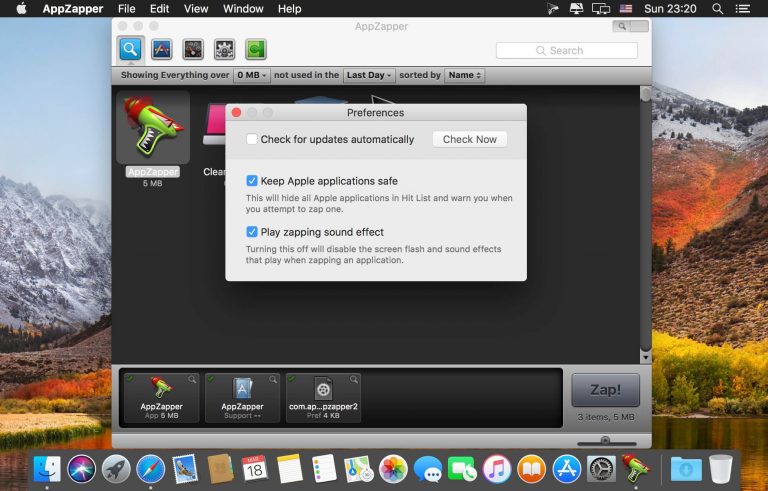 AppZapper File Edit View Window Help Sun 23:20
AppZapper
Search
Showing Everything over 0 MB not used in the Last Day sorted by Name
AppZapper
5 MB
Clean
Preferences
Check for updates automatically Check Now
Keep Apple applications safe
This will hide all Apple applications in Hit List and warn you when
you attempt to zap one.
Play zapping sound effect
Turning this off will disable the screen flash and sound effects
that play when zapping an application.
AppZapper
App 5 MB
AppZapper
Support --
com.ap...pzapper2
Pref 4 KB
Zap!
3 items, 5 MB
18